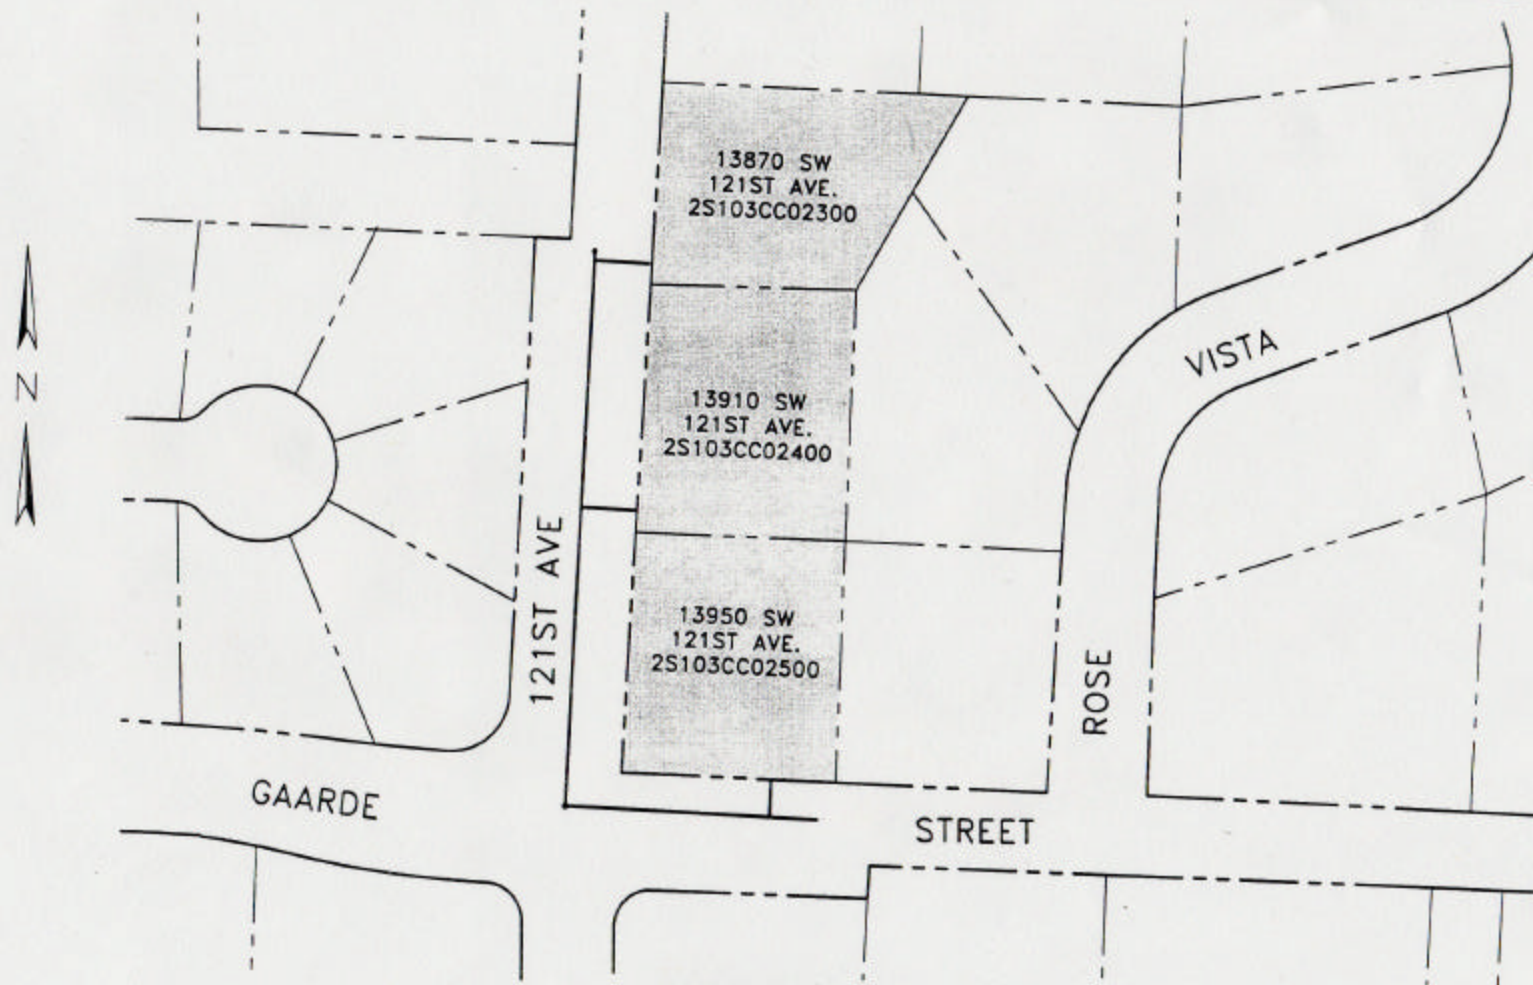 13870 SW
121ST AVE.
2S103CC02300
N
VISTA
13910 SW
121ST AVE.
2S103CC02400
121ST AVE
13950 SW
121ST AVE.
2S103CC02500
ROSE
GAARDE
STREET